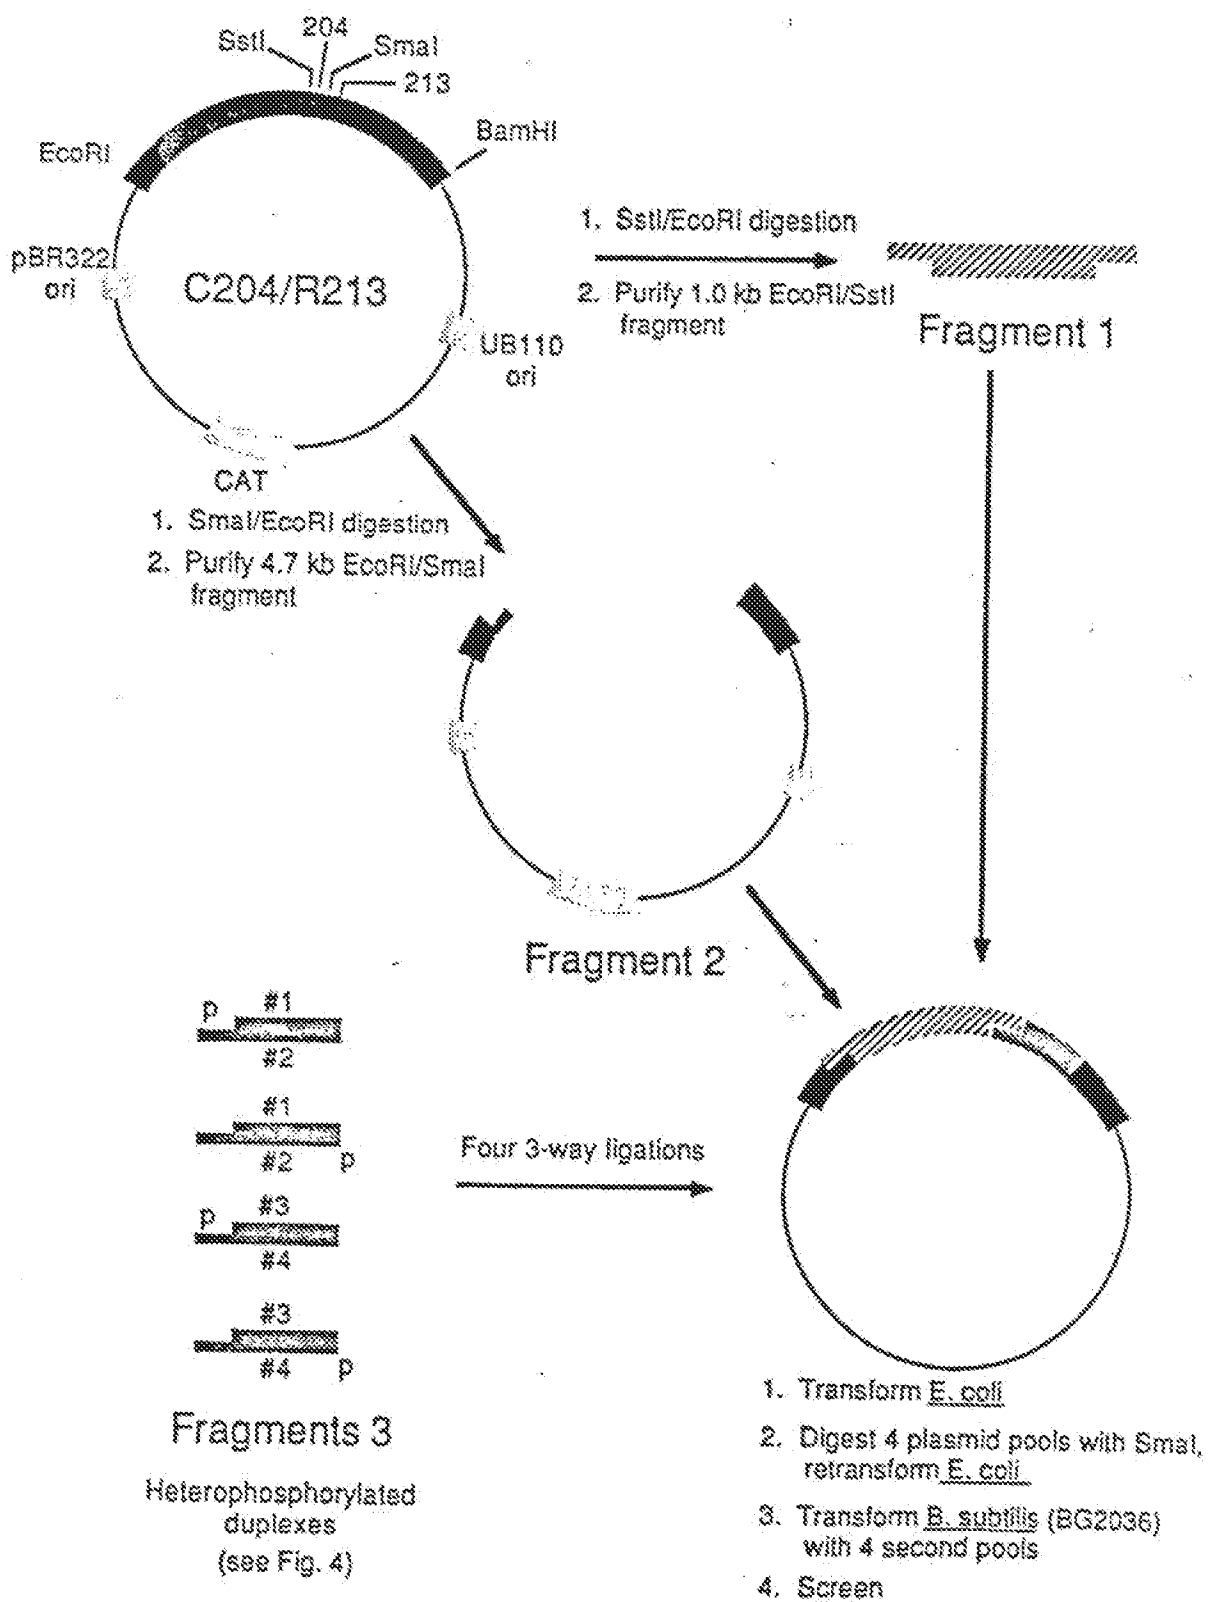 204
SstI
SmaI
213
EcoRI
BamHI
pBR322
ori
C204/R213
UB110
ori
CAT
1. SstI/EcoRI digestion
2. Purify 1.0 kb EcoRI/SstI
fragment
Fragment 1
1. SmaI/EcoRI digestion
2. Purify 4.7 kb EcoRI/SmaI
fragment
Fragment 2
p
#1
#2
#1
#2
p
p
#3
#4
#3
#4
p
Fragments 3
Heterophosphorylated
duplexes
(see Fig. 4)
Four 3-way ligations
1. Transform E. coli
2. Digest 4 plasmid pools with SmaI,
retransform E. coli
3. Transform B. subtilis (BG2036)
with 4 second pools
4. Screen